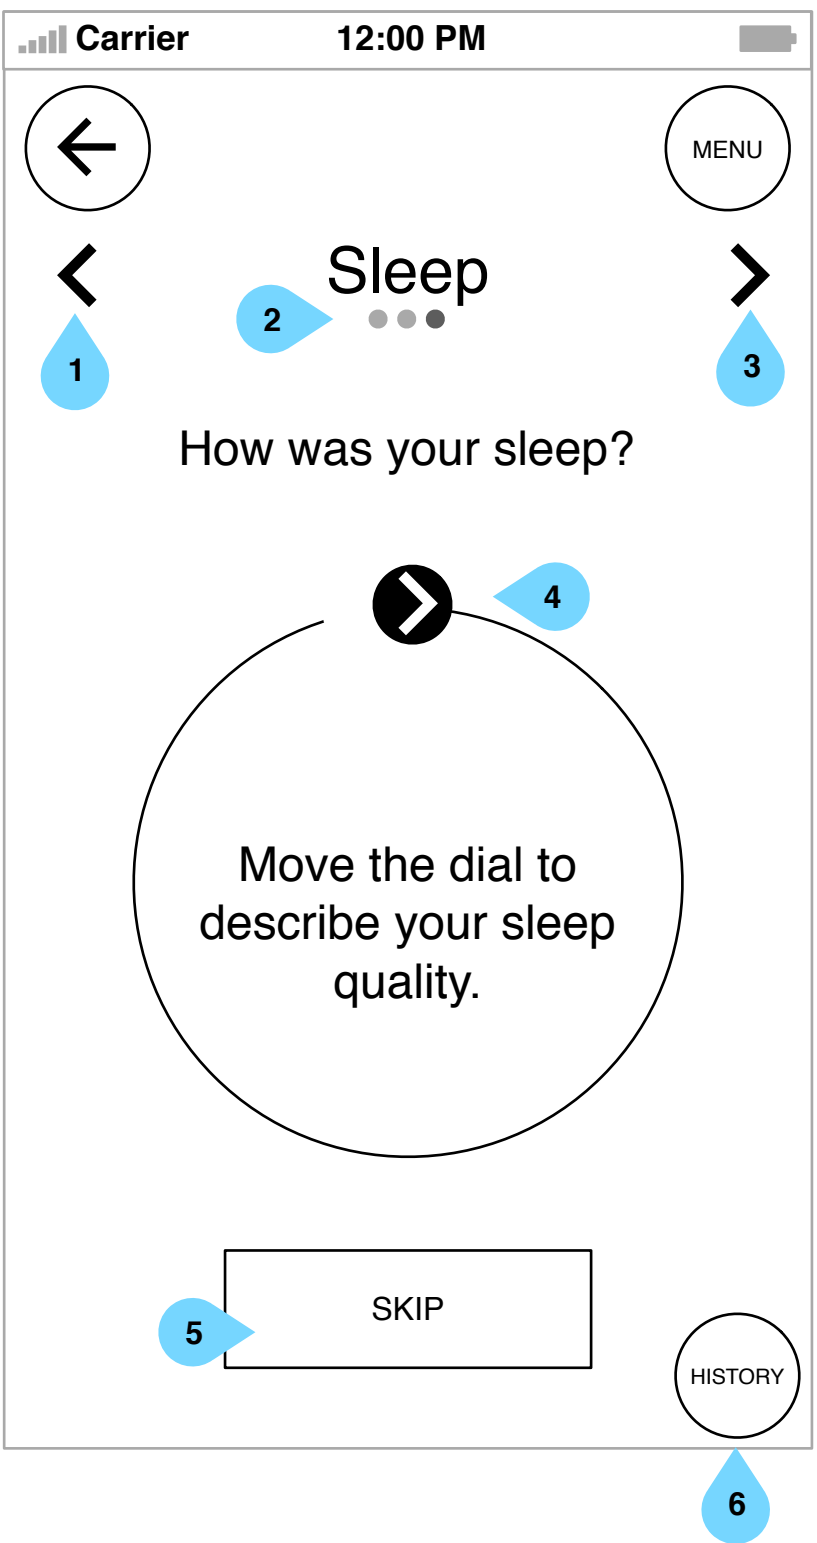 Carrier 12:00 PM
MENU
Sleep
2
1
3
How was your sleep?
4
Move the dial to
describe your sleep
quality.
SKIP
5
HISTORY
6